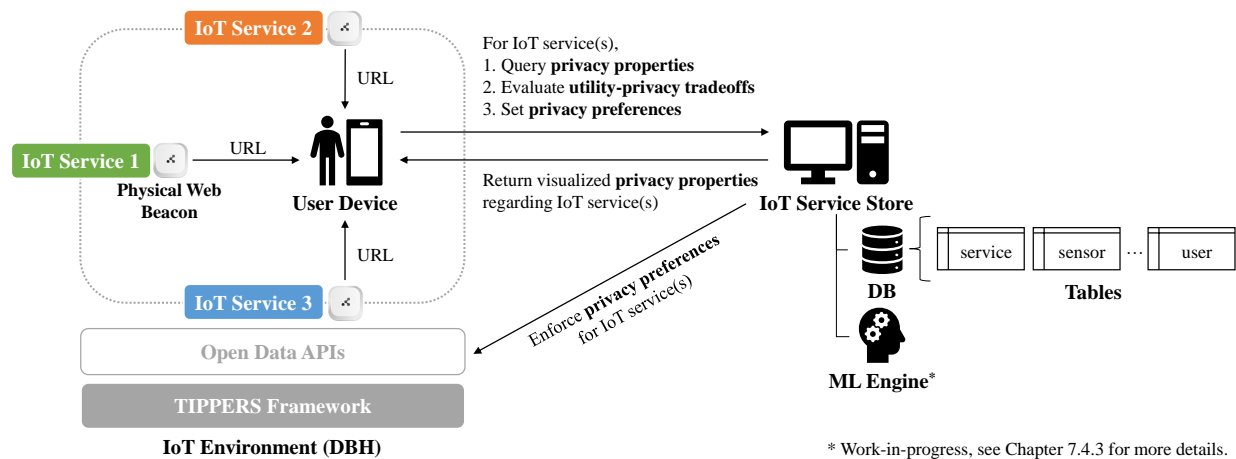 IoT Service 2
URL
IoT Service 1
URL
Physical Web
Beacon
User Device
URL
IoT Service 3
Open Data APIs
TIPPERS Framework
IoT Environment (DBH)
For IoT service(s),
1. Query privacy properties
2. Evaluate utility-privacy tradeoffs
3. Set privacy preferences
Return visualized privacy properties
regarding IoT service(s)
Enforce privacy preferences
for IoT service(s)
IoT Service Store
DB
service
sensor
...
user
Tables
ML Engine*
* Work-in-progress, see Chapter 7.4.3 for more details.